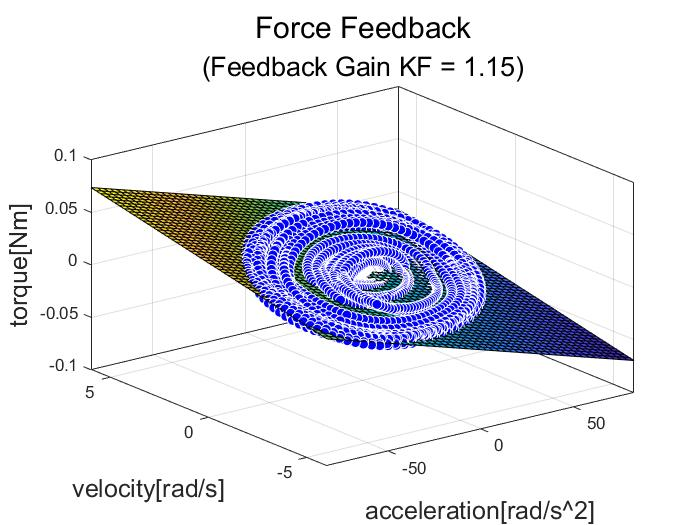 Force Feedback
(Feedback Gain KF = 1.15)
0.1
0.05
0
-0.05
-0.1
torque[Nm]
5
0
-5
velocity[rad/s]
-50
0
50
acceleration[rad/s^2]